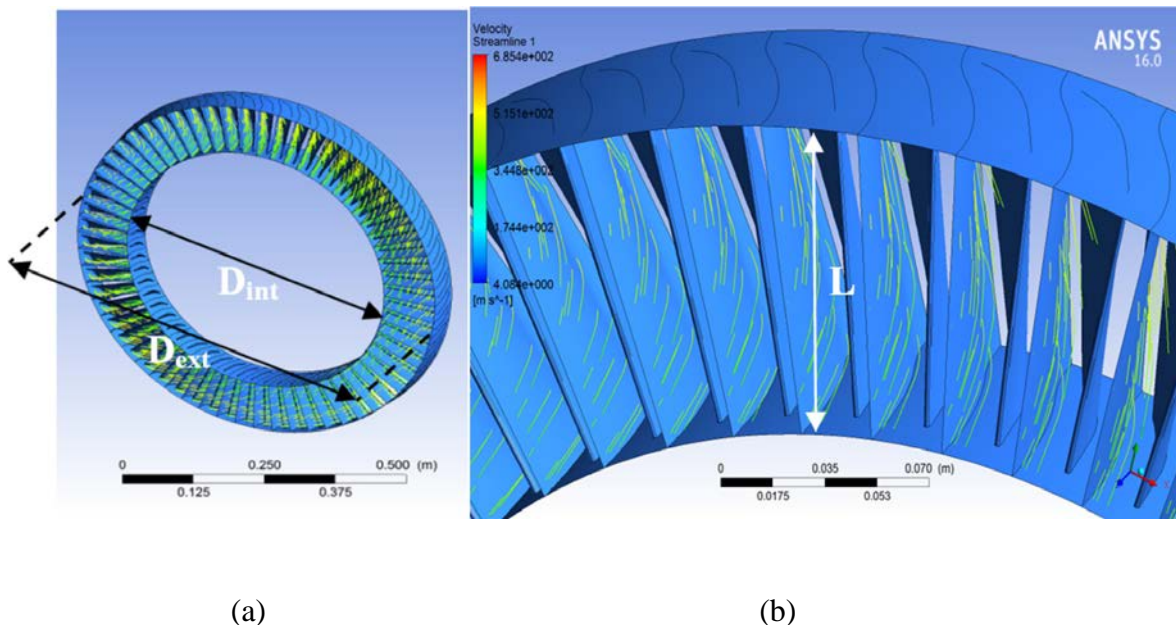 D_int
D_ext
0 0.250 0.500 (m)
0.125 0.375
Velocity
Streamline 1
6.854e+002
5.151e+002
3.448e+002
1.744e+002
4.084e+000
[m s^-1]
ANSYS
16.0
L
0 0.035 0.070 (m)
0.0175 0.053
(a) (b)